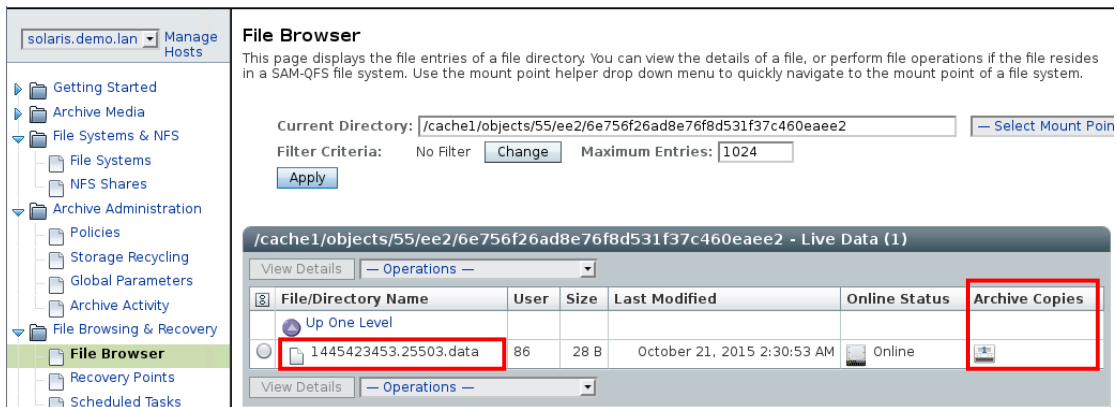 solaris.demo.lan Manage Hosts
Getting Started
Archive Media
File Systems & NFS
File Systems
NFS Shares
Archive Administration
Policies
Storage Recycling
Global Parameters
Archive Activity
File Browsing & Recovery
File Browser
Recovery Points
Scheduled Tasks
File Browser
This page displays the file entries of a file directory. You can view the details of a file, or perform file operations if the file resides
in a SAM-QFS file system. Use the mount point helper drop down menu to quickly navigate to the mount point of a file system.
Current Directory: /cache1/objects/55/ee2/6e756f26ad8e76f8d531f37c460eaee2 — Select Mount Poin
Filter Criteria: No Filter Change Maximum Entries: 1024
Apply
/cache1/objects/55/ee2/6e756f26ad8e76f8d531f37c460eaee2 - Live Data (1)
View Details — Operations —
File/Directory Name User Size Last Modified Online Status Archive Copies
Up One Level
1445423453.25503.data 86 28 B October 21, 2015 2:30:53 AM Online
View Details — Operations —